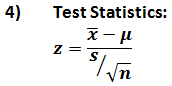 4) Test Statistics:
z = (x̄ − μ) / (s/√n)